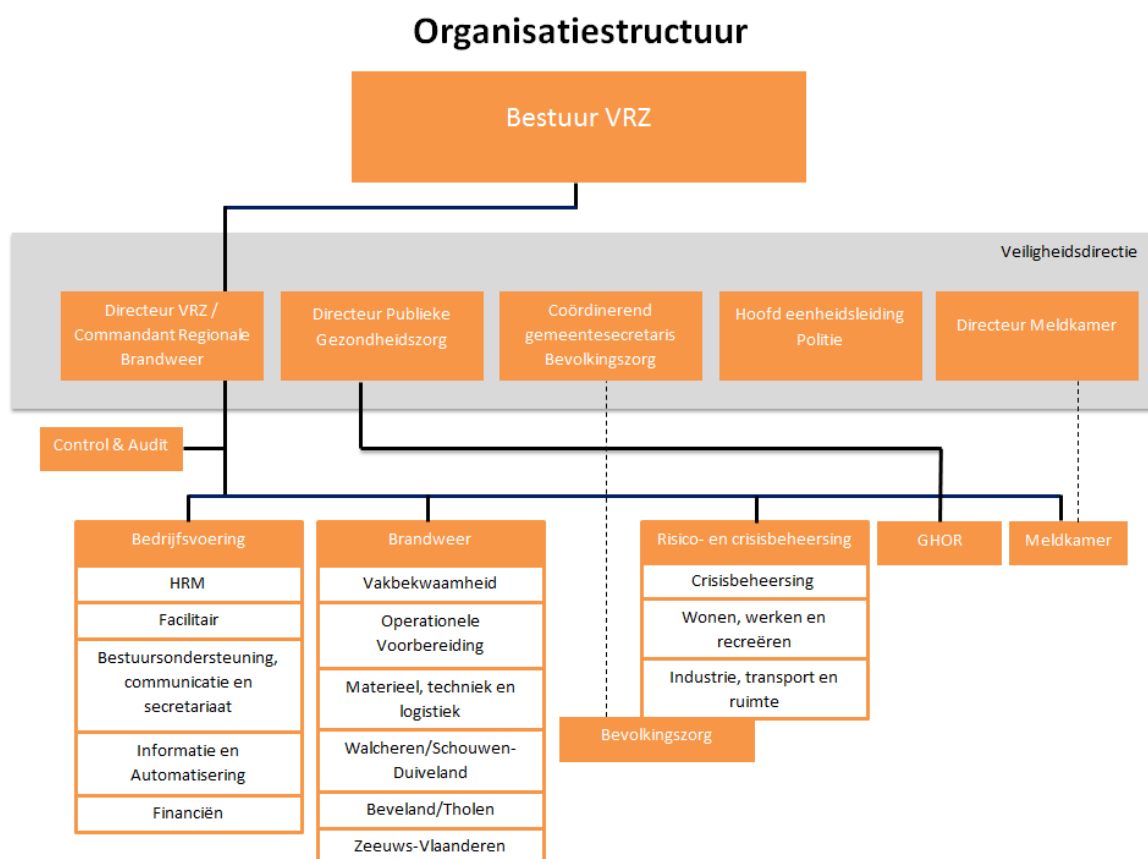 Organisatiestructuur
Bestuur VRZ
Veiligheidsdirectie
Directeur VRZ /
Commandant Regionale
Brandweer
Directeur Publieke
Gezondheidszorg
Coördinerend
gemeentesecretaris
Bevolkingszorg
Hoofd eenheidsleiding
Politie
Directeur Meldkamer
Control & Audit
Bedrijfsvoering
HRM
Facilitair
Bestuursondersteuning,
communicatie en
secretariaat
Informatie en
Automatisering
Financiën
Brandweer
Vakbekwaamheid
Operationele
Voorbereiding
Materieel, techniek en
logistiek
Walcheren/Schouwen-
Duiveland
Beveland/Tholen
Zeeuws-Vlaanderen
Risico- en crisisbeheersing
Crisisbeheersing
Wonen, werken en
recreëren
Industrie, transport en
ruimte
Bevolkingszorg
GHOR
Meldkamer